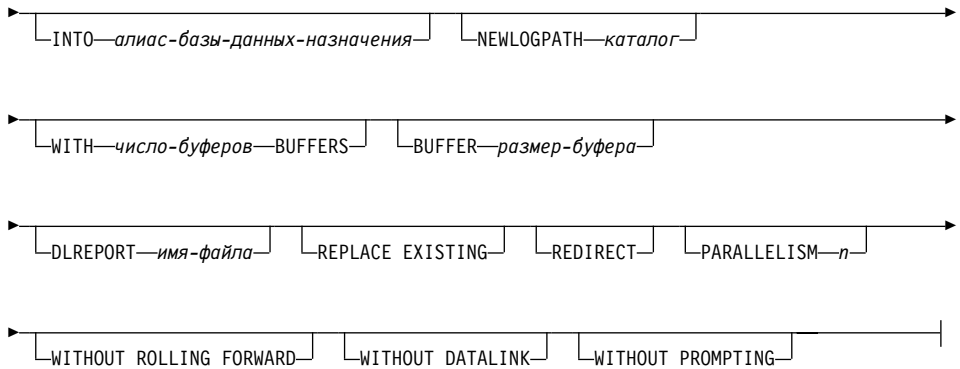 INTO алиас-базы-данных-назначения NEWLOGPATH каталог
WITH число-буферов BUFFERS BUFFER размер-буфера
DLREPORT имя-файла REPLACE EXISTING REDIRECT PARALLELISM n
WITHOUT ROLLING FORWARD WITHOUT DATALINK WITHOUT PROMPTING